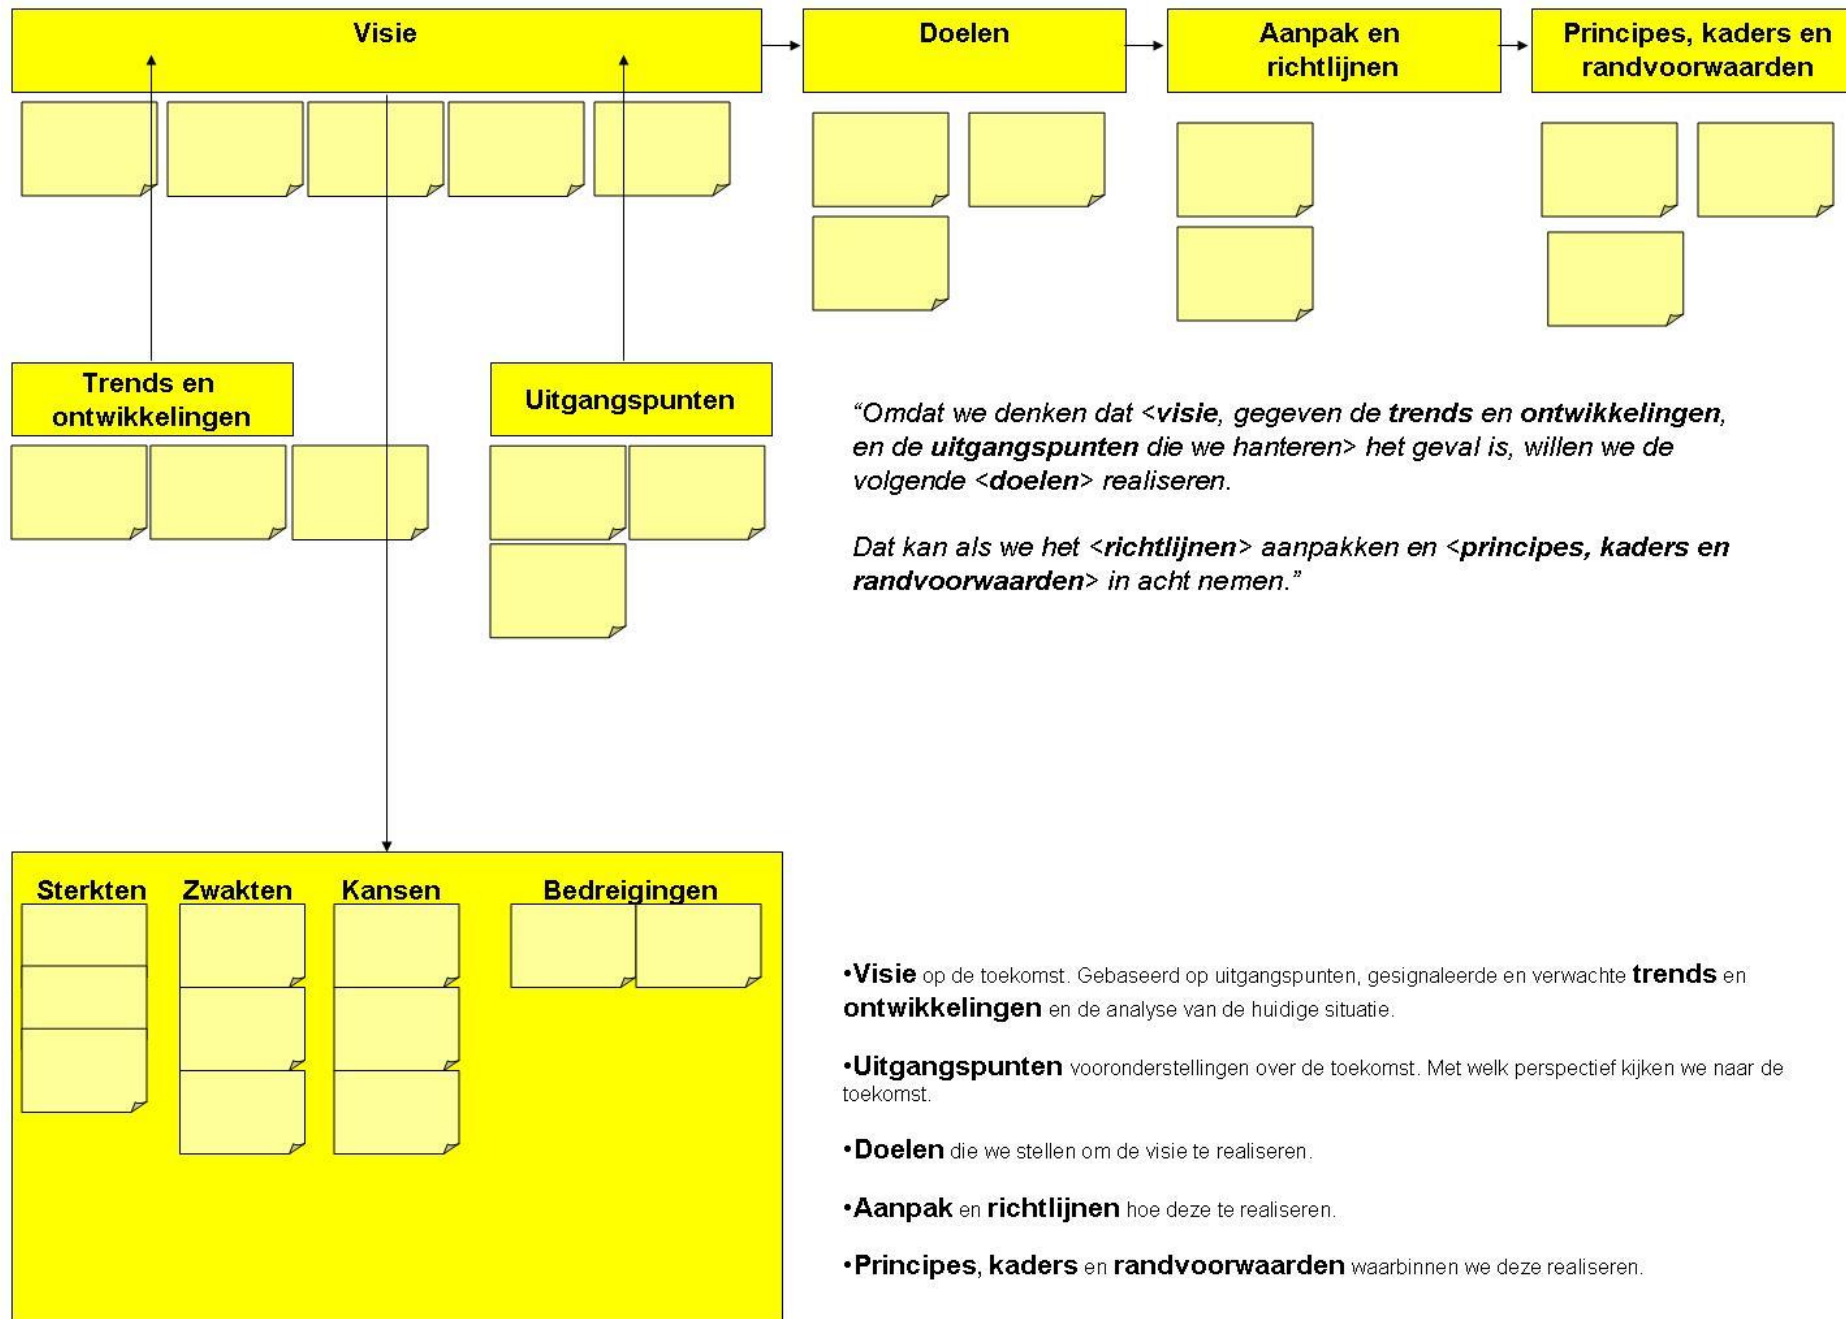 Visie
Doelen
Aanpak en
richtlijnen
Principes, kaders en
randvoorwaarden
Trends en
ontwikkelingen
Uitgangspunten
“Omdat we denken dat <visie, gegeven de trends en ontwikkelingen,
en de uitgangspunten die we hanteren> het geval is, willen we de
volgende <doelen> realiseren.
Dat kan als we het <richtlijnen> aanpakken en <principes, kaders en
randvoorwaarden> in acht nemen.”
Sterkten
Zwakten
Kansen
Bedreigingen
•Visie op de toekomst. Gebaseerd op uitgangspunten, gesignaleerde en verwachte trends en
ontwikkelingen en de analyse van de huidige situatie.
•Uitgangspunten vooronderstellingen over de toekomst. Met welk perspectief kijken we naar de
toekomst.
•Doelen die we stellen om de visie te realiseren.
•Aanpak en richtlijnen hoe deze te realiseren.
•Principes, kaders en randvoorwaarden waarbinnen we deze realiseren.